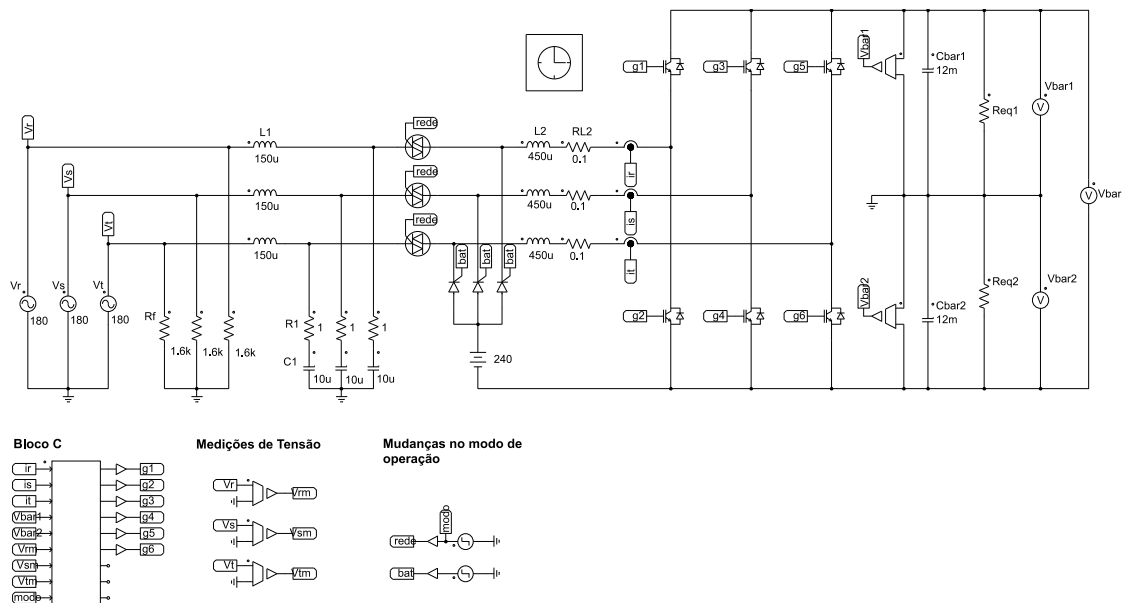 g1
g3
g5
Vbar1
Cbar1
12m
Req1
Vbar1
V
Vr
L1
150u
rede
L2
450u
RL2
0.1
ir
Vs
150u
rede
450u
0.1
is
V
Vbar
Vt
150u
rede
450u
0.1
it
bat
bat
bat
Vr
180
Vs
180
Vt
180
Rf
1.6k
1.6k
1.6k
R1
1
1
1
C1
10u
10u
10u
240
g2
g4
g6
Vbar2
Cbar2
12m
Req2
Vbar2
V
Bloco C
ir
is
it
Vbar1
Vbar2
Vrm
Vsm
Vtm
modo
g1
g2
g3
g4
g5
g6
Medições de Tensão
Vr
Vrm
Vs
Vsm
Vt
Vtm
Mudanças no modo de
operação
modo
rede
bat